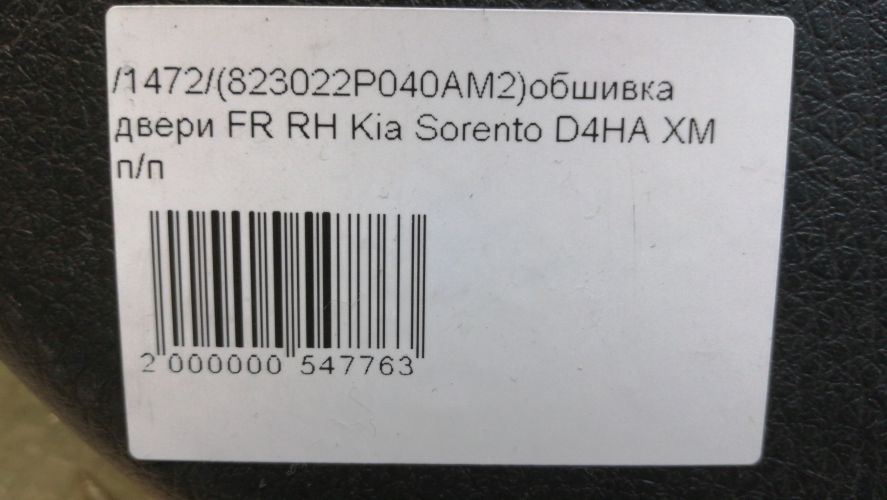 /1472/(823022P040AM2)обшивка
двери FR RH Kia Sorento D4HA XM
п/п
2 000000 547763